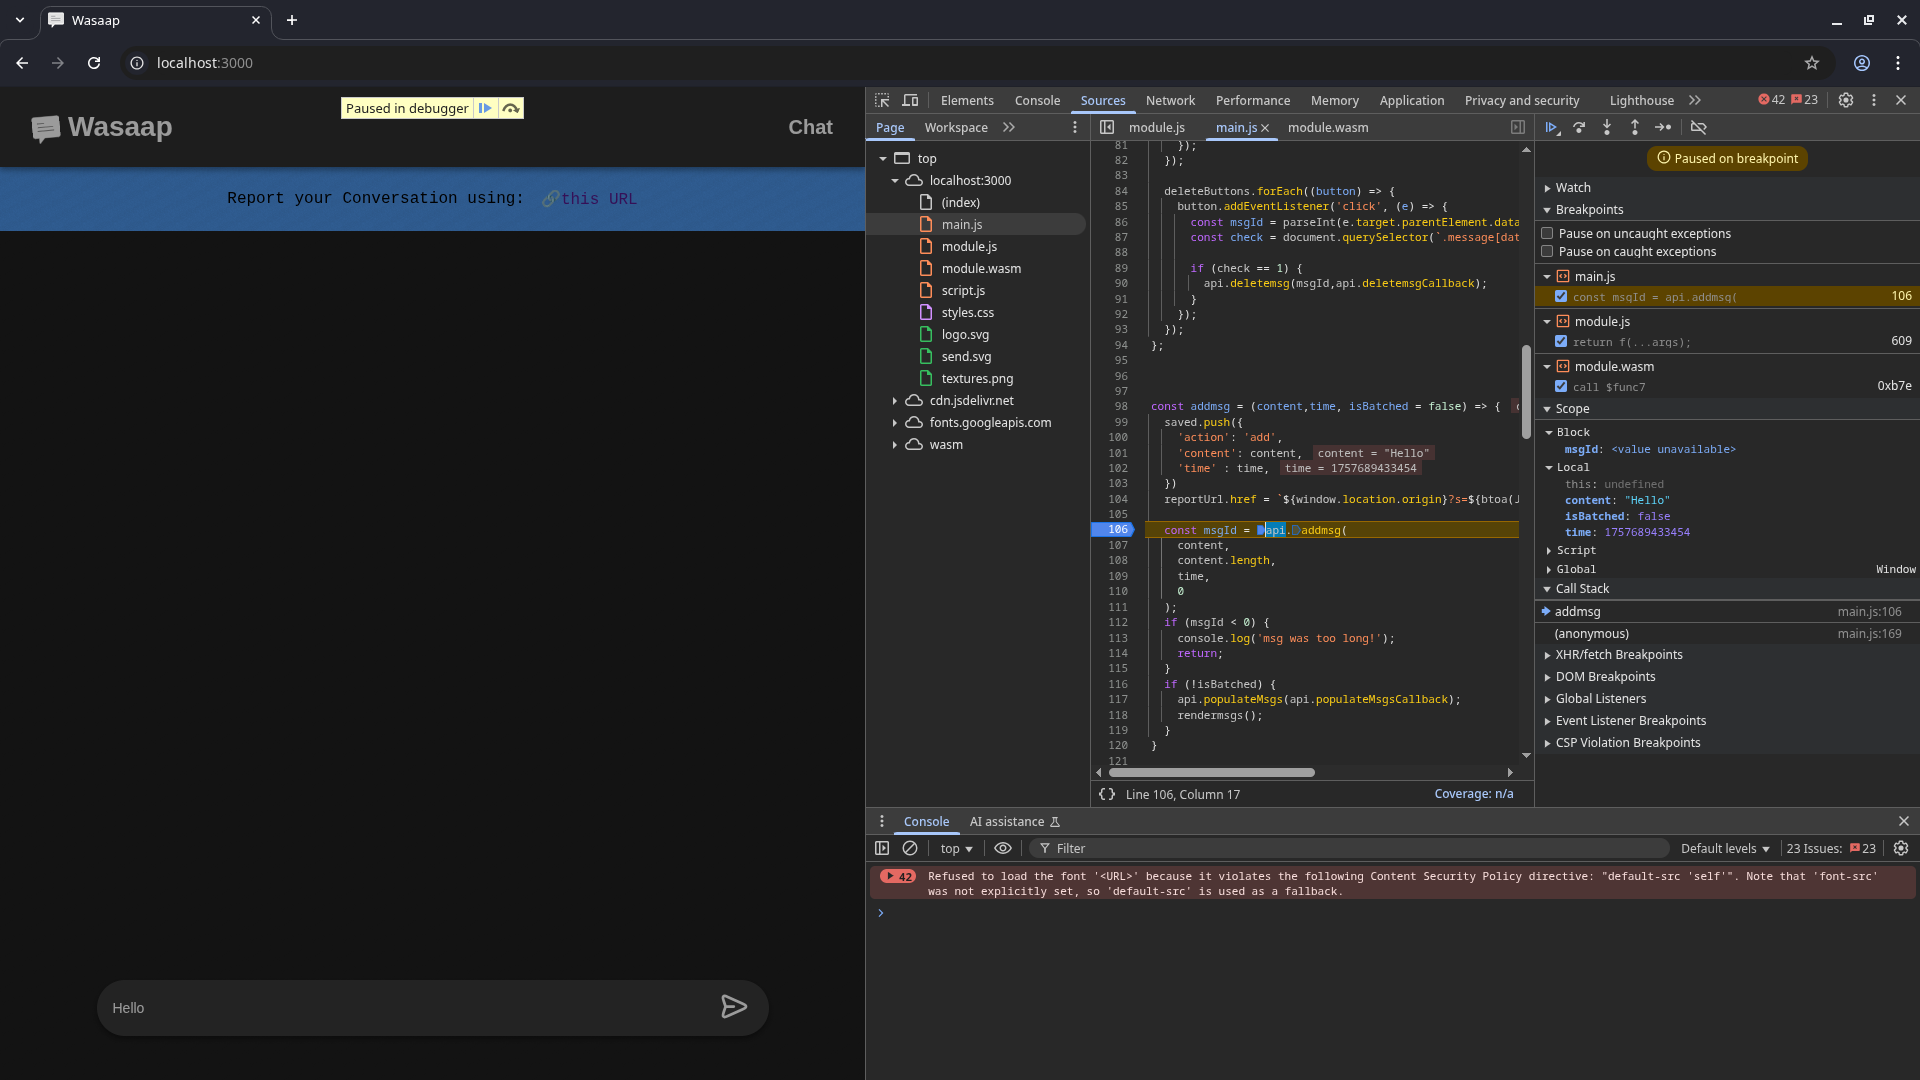 Wasaap
localhost:3000
Paused in debugger
Wasaap
Chat
Report your Conversation using: 🔗this URL
Hello
Elements Console Sources Network Performance Memory Application Privacy and security Lighthouse 42 23
Page Workspace
top
localhost:3000
(index)
main.js
module.js
module.wasm
script.js
styles.css
logo.svg
send.svg
textures.png
cdn.jsdelivr.net
fonts.googleapis.com
wasm
module.js main.js module.wasm
81 });
82 });
83
84 deleteButtons.forEach((button) => {
85 button.addEventListener('click', (e) => {
86 const msgId = parseInt(e.target.parentElement.data
87 const check = document.querySelector(`.message[dat
88
89 if (check == 1) {
90 api.deletemsg(msgId,api.deletemsgCallback);
91 }
92 });
93 });
94 };
95
96
97
98 const addmsg = (content,time, isBatched = false) => {
99 saved.push({
100 'action': 'add',
101 'content': content, content = "Hello"
102 'time' : time, time = 1757689433454
103 })
104 reportUrl.href = `${window.location.origin}?s=${btoa(J
105
106 const msgId = api.addmsg(
107 content,
108 content.length,
109 time,
110 0
111 );
112 if (msgId < 0) {
113 console.log('msg was too long!');
114 return;
115 }
116 if (!isBatched) {
117 api.populateMsgs(api.populateMsgsCallback);
118 rendermsgs();
119 }
120 }
121
{} Line 106, Column 17 Coverage: n/a
Paused on breakpoint
Watch
Breakpoints
Pause on uncaught exceptions
Pause on caught exceptions
main.js
const msgId = api.addmsg( 106
module.js
return f(...args); 609
module.wasm
call $func7 0xb7e
Scope
Block
msgId: <value unavailable>
Local
this: undefined
content: "Hello"
isBatched: false
time: 1757689433454
Script
Global Window
Call Stack
addmsg main.js:106
(anonymous) main.js:169
XHR/fetch Breakpoints
DOM Breakpoints
Global Listeners
Event Listener Breakpoints
CSP Violation Breakpoints
Console AI assistance
top Filter Default levels 23 Issues: 23
42 Refused to load the font '<URL>' because it violates the following Content Security Policy directive: "default-src 'self'". Note that 'font-src'
was not explicitly set, so 'default-src' is used as a fallback.